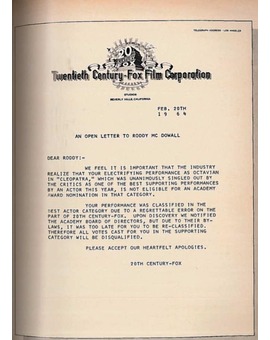 TELEGRAPH ADDRESS - LOS ANGELES
Twentieth Century-Fox Film Corporation
STUDIOS
BEVERLY HILLS, CALIFORNIA
FEB. 20TH
1964
AN OPEN LETTER TO RODDY MC DOWALL
DEAR RODDY:-
WE FEEL IT IS IMPORTANT THAT THE INDUSTRY
REALIZE THAT YOUR ELECTRIFYING PERFORMANCE AS OCTAVIAN
IN "CLEOPATRA," WHICH WAS UNANIMOUSLY SINGLED OUT BY
THE CRITICS AS ONE OF THE BEST SUPPORTING PERFORMANCES
BY AN ACTOR THIS YEAR, IS NOT ELIGIBLE FOR AN ACADEMY
AWARD NOMINATION IN THAT CATEGORY.
YOUR PERFORMANCE WAS CLASSIFIED IN THE
BEST ACTOR CATEGORY DUE TO A REGRETTABLE ERROR ON THE
PART OF 20TH CENTURY-FOX. UPON DISCOVERY WE NOTIFIED
THE ACADEMY BOARD OF DIRECTORS, BUT DUE TO THEIR BY-
LAWS, IT WAS TOO LATE FOR YOU TO BE RE-CLASSIFIED.
THEREFORE ALL VOTES CAST FOR YOU IN THE SUPPORTING
CATEGORY WILL BE DISQUALIFIED.
PLEASE ACCEPT OUR HEARTFELT APOLOGIES.
20TH CENTURY-FOX